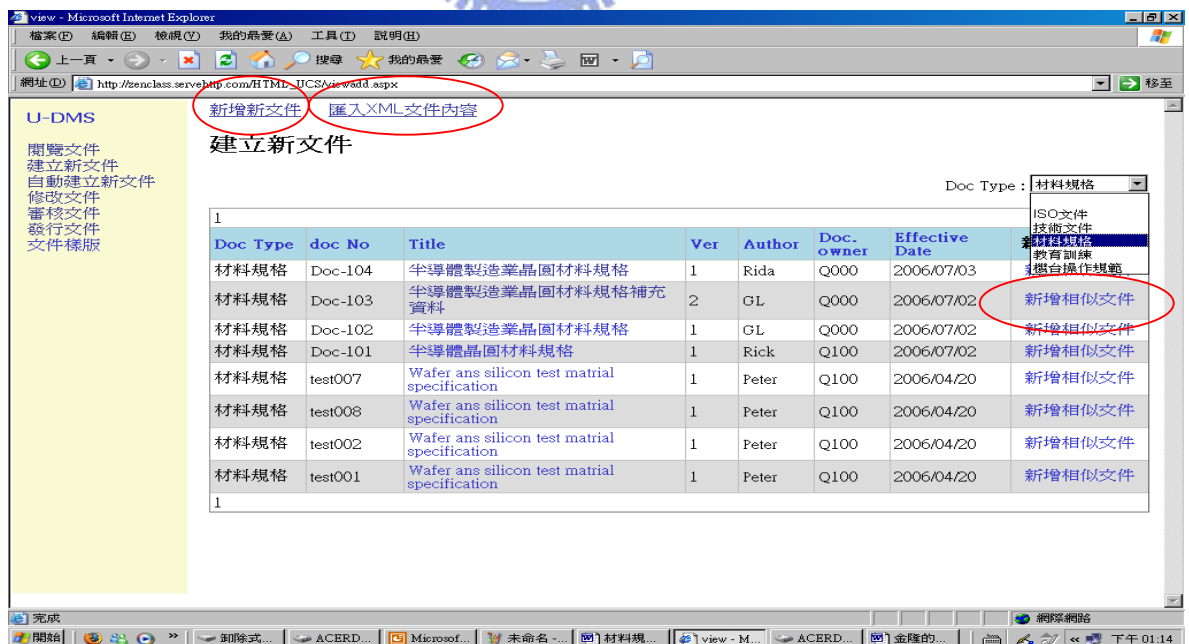 view - Microsoft Internet Explorer
檔案(F) 編輯(E) 檢視(V) 我的最愛(A) 工具(T) 說明(H)
上一頁 搜尋 我的最愛
網址(D) http://zenclass.servehttp.com/HTML_UCS/viewadd.aspx 移至
U-DMS
閱覽文件
建立新文件
自動建立新文件
修改文件
審核文件
發行文件
文件樣版
新增新文件 匯入XML文件內容
建立新文件
Doc Type : 材料規格
ISO文件
技術文件
材料規格
教育訓練
機台操作規範
1
Doc Type doc No Title Ver Author Doc. owner Effective Date
材料規格 Doc-104 半導體製造業晶圓材料規格 1 Rida Q000 2006/07/03
材料規格 Doc-103 半導體製造業晶圓材料規格補充資料 2 GL Q000 2006/07/02 新增相似文件
材料規格 Doc-102 半導體製造業晶圓材料規格 1 GL Q000 2006/07/02 新增相似文件
材料規格 Doc-101 半導體晶圓材料規格 1 Rick Q100 2006/07/02 新增相似文件
材料規格 test007 Wafer ans silicon test matrial specification 1 Peter Q100 2006/04/20 新增相似文件
材料規格 test008 Wafer ans silicon test matrial specification 1 Peter Q100 2006/04/20 新增相似文件
材料規格 test002 Wafer ans silicon test matrial specification 1 Peter Q100 2006/04/20 新增相似文件
材料規格 test001 Wafer ans silicon test matrial specification 1 Peter Q100 2006/04/20 新增相似文件
1
完成 網際網路
開始 卸除式... ACERD... Microsof... 未命名 -... 材料規... view - M... ACERD... 金隆的... 下午 01:14